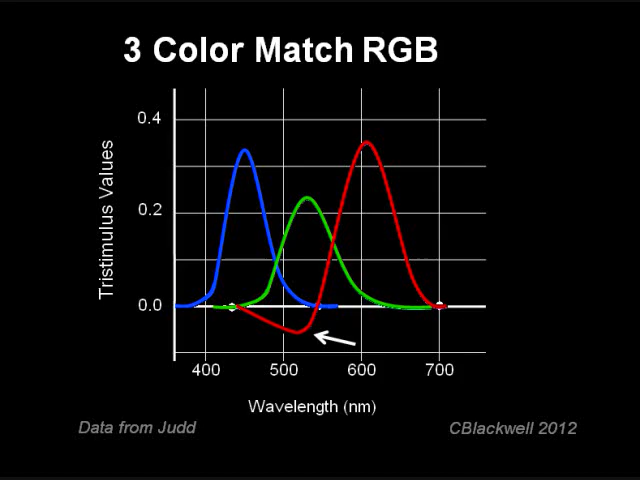 3 Color Match RGB
0.4
0.2
0.0
Tristimulus Values
400 500 600 700
Wavelength (nm)
Data from Judd
CBlackwell 2012